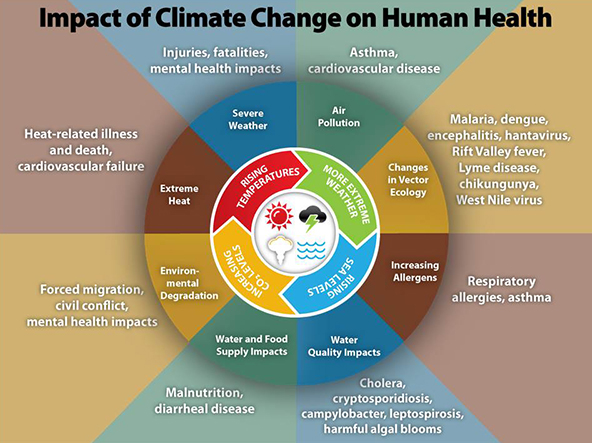 Impact of Climate Change on Human Health
Injuries, fatalities,
mental health impacts
Asthma,
cardiovascular disease
Severe
Weather
Air
Pollution
Heat-related illness
and death,
cardiovascular failure
Malaria, dengue,
encephalitis, hantavirus,
Rift Valley fever,
Lyme disease,
chikungunya,
West Nile virus
Extreme
Heat
Changes
in Vector
Ecology
RISING
TEMPERATURES
MORE EXTREME
WEATHER
INCREASING
CO2 LEVELS
RISING
SEA LEVELS
Environ-
mental
Degradation
Increasing
Allergens
Forced migration,
civil conflict,
mental health impacts
Respiratory
allergies, asthma
Water and Food
Supply Impacts
Water
Quality Impacts
Malnutrition,
diarrheal disease
Cholera,
cryptosporidiosis,
campylobacter, leptospirosis,
harmful algal blooms